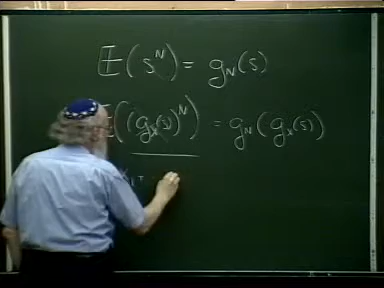 E(s^N) = g_N(s)
E((g_X(s))^N) = g_N(g_X(s))